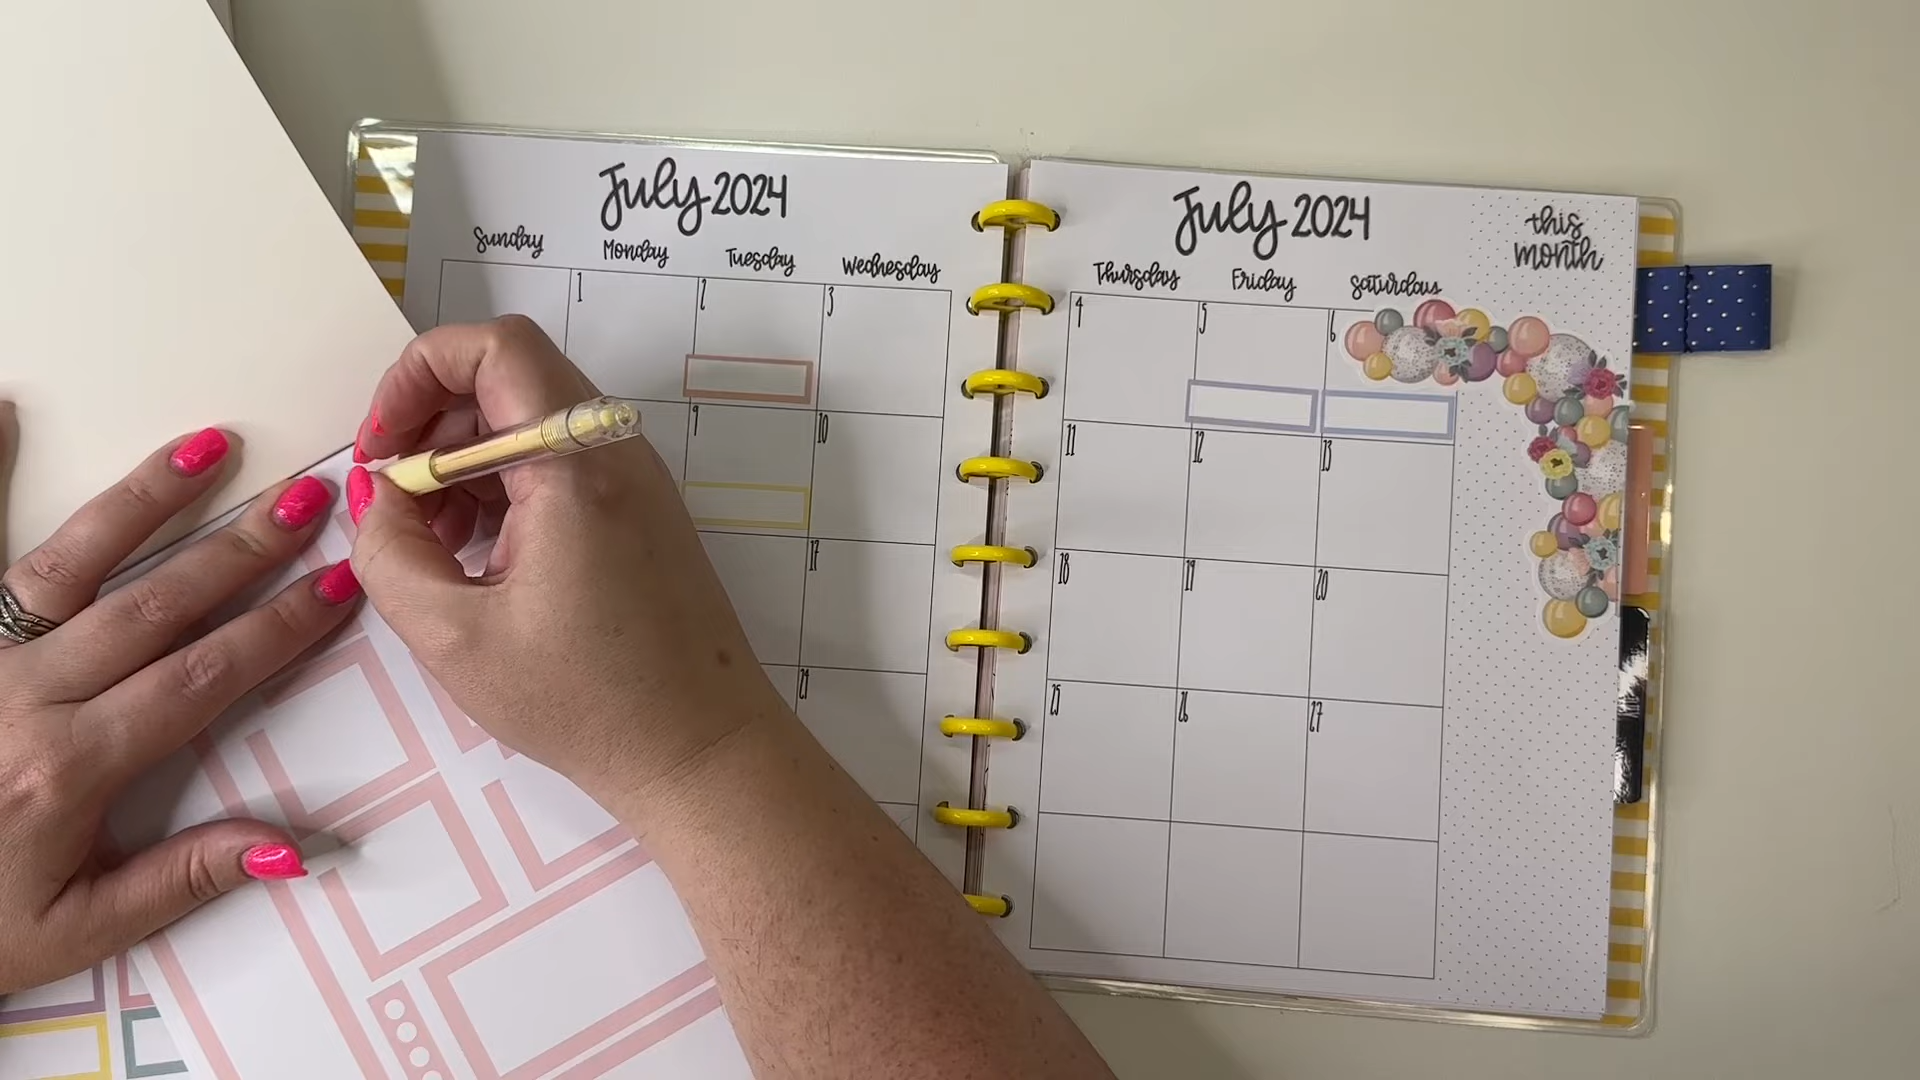 July 2024
Sunday Monday Tuesday Wednesday
1 2 3
9 10
17
24
July 2024
this
month
Thursday Friday Saturday
4 5 6
11 12 13
18 19 20
25 26 27